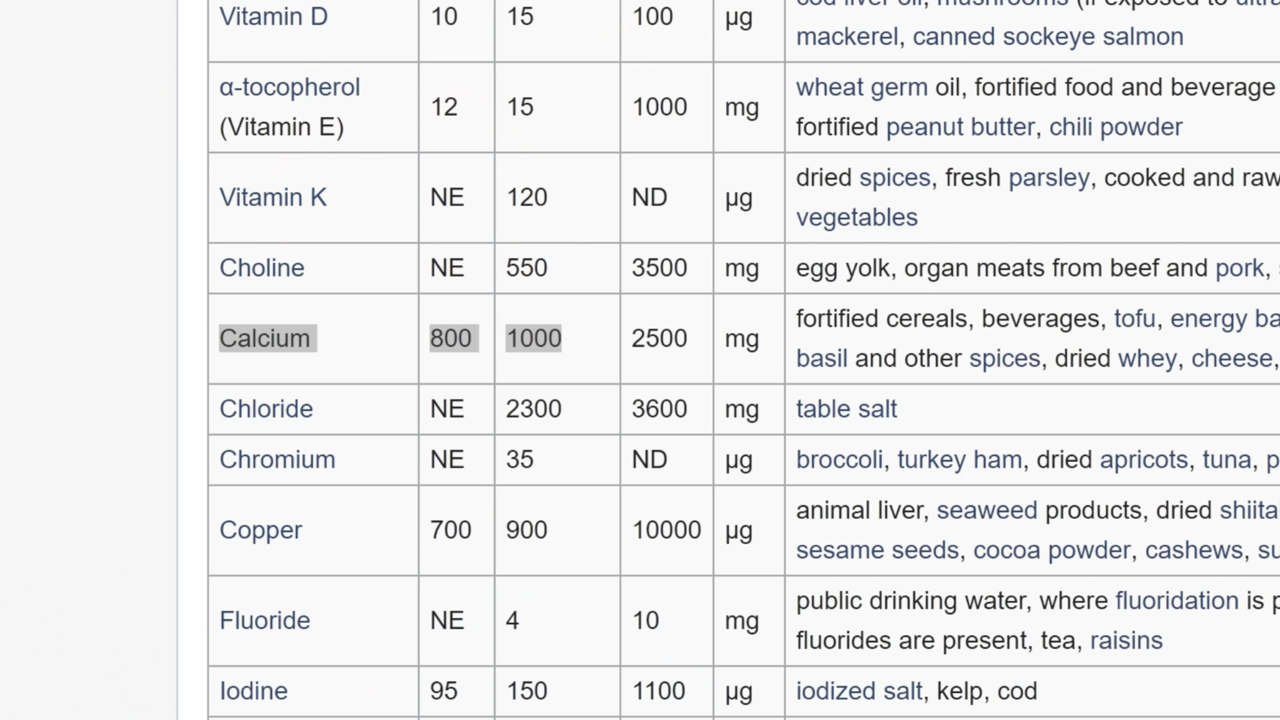 Vitamin D 10 15 100 µg
mackerel, canned sockeye salmon
α-tocopherol
(Vitamin E) 12 15 1000 mg wheat germ oil, fortified food and beverage
fortified peanut butter, chili powder
Vitamin K NE 120 ND µg dried spices, fresh parsley, cooked and raw
vegetables
Choline NE 550 3500 mg egg yolk, organ meats from beef and pork,
Calcium 800 1000 2500 mg fortified cereals, beverages, tofu, energy
basil and other spices, dried whey, cheese,
Chloride NE 2300 3600 mg table salt
Chromium NE 35 ND µg broccoli, turkey ham, dried apricots, tuna,
Copper 700 900 10000 µg animal liver, seaweed products, dried
sesame seeds, cocoa powder, cashews,
Fluoride NE 4 10 mg public drinking water, where fluoridation is
fluorides are present, tea, raisins
Iodine 95 150 1100 µg iodized salt, kelp, cod